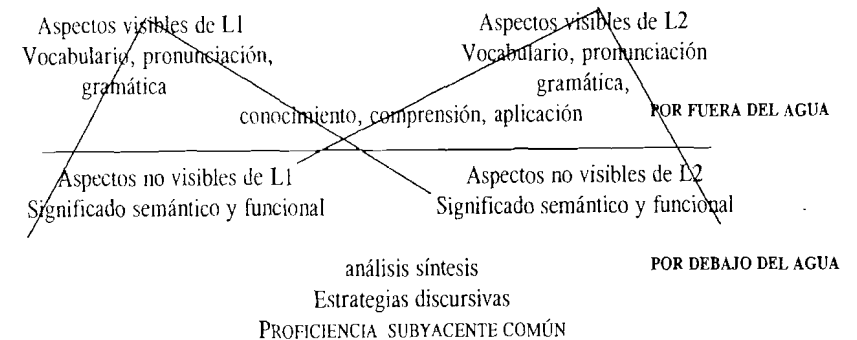 Aspectos visibles de L1
Vocabulario, pronunciación,
gramática
Aspectos visibles de L2
Vocabulario, pronunciación
gramática,
conocimiento, comprensión, aplicación
POR FUERA DEL AGUA
Aspectos no visibles de L1
Significado semántico y funcional
Aspectos no visibles de L2
Significado semántico y funcional
análisis síntesis
POR DEBAJO DEL AGUA
Estrategias discursivas
PROFICIENCIA SUBYACENTE COMÚN